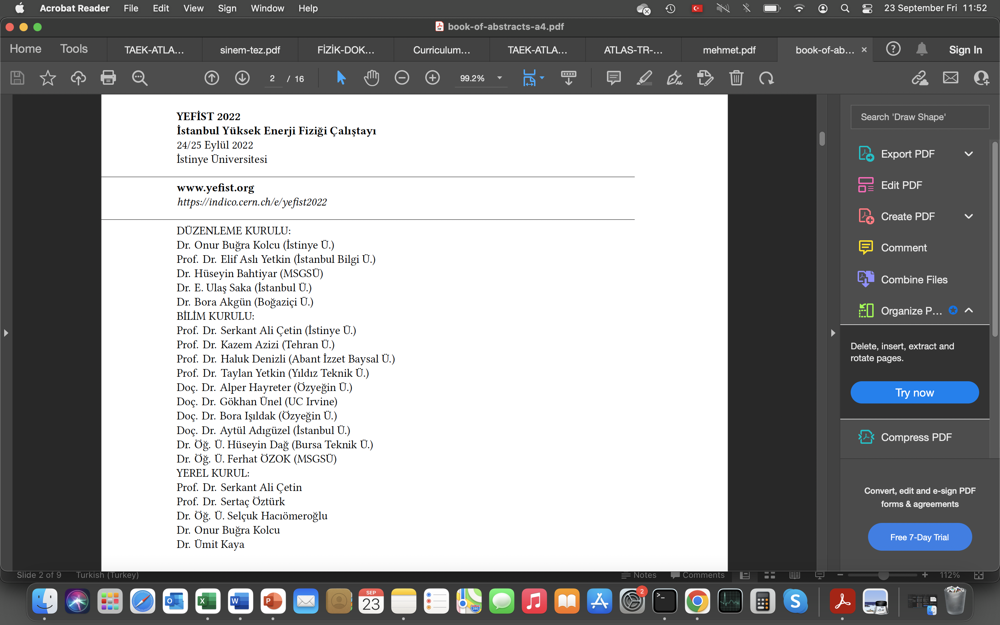 Acrobat Reader File Edit View Sign Window Help 23 September Fri 11:52
book-of-abstracts-a4.pdf
Home Tools TAEK-ATLA... sinem-tez.pdf FİZİK-DOK... Curriculum... TAEK-ATLA... ATLAS-TR-... mehmet.pdf book-of-ab... × Sign In
2 / 16 99.2%
YEFİST 2022
İstanbul Yüksek Enerji Fiziği Çalıştayı
24/25 Eylül 2022
İstinye Üniversitesi
www.yefist.org
https://indico.cern.ch/e/yefist2022
DÜZENLEME KURULU:
Dr. Onur Buğra Kolcu (İstinye Ü.)
Prof. Dr. Elif Aslı Yetkin (İstanbul Bilgi Ü.)
Dr. Hüseyin Bahtiyar (MSGSÜ)
Dr. E. Ulaş Saka (İstanbul Ü.)
Dr. Bora Akgün (Boğaziçi Ü.)
BİLİM KURULU:
Prof. Dr. Serkant Ali Çetin (İstinye Ü.)
Prof. Dr. Kazem Azizi (Tehran Ü.)
Prof. Dr. Haluk Denizli (Abant İzzet Baysal Ü.)
Prof. Dr. Taylan Yetkin (Yıldız Teknik Ü.)
Doç. Dr. Alper Hayreter (Özyeğin Ü.)
Doç. Dr. Gökhan Ünel (UC Irvine)
Doç. Dr. Bora Işıldak (Özyeğin Ü.)
Doç. Dr. Aytül Adıgüzel (İstanbul Ü.)
Dr. Öğ. Ü. Hüseyin Dağ (Bursa Teknik Ü.)
Dr. Öğ. Ü. Ferhat ÖZOK (MSGSÜ)
YEREL KURUL:
Prof. Dr. Serkant Ali Çetin
Prof. Dr. Sertaç Öztürk
Dr. Öğ. Ü. Selçuk Hacıömeroğlu
Dr. Onur Buğra Kolcu
Dr. Ümit Kaya
Search 'Draw Shape'
Export PDF
Edit PDF
Create PDF
Comment
Combine Files
Organize P...
Delete, insert, extract and
rotate pages.
Try now
Compress PDF
Convert, edit and e-sign PDF
forms & agreements
Free 7-Day Trial
Slide 2 of 9 Turkish (Turkey) Notes Comments 112%
SEP
23
280
2